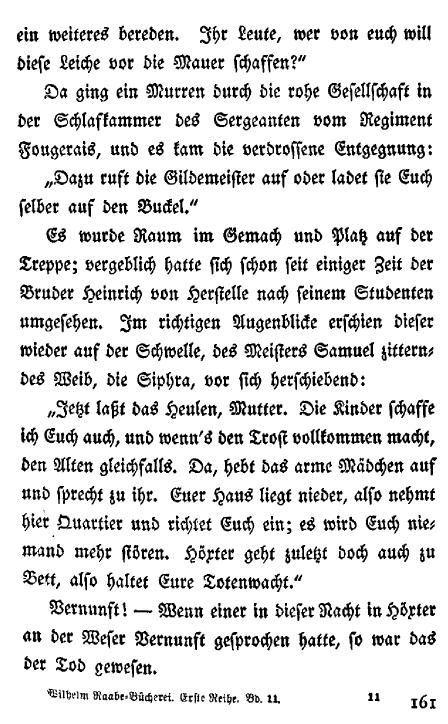 ein weiteres bereden. Ihr Leute, wer von euch will
diese Leiche vor die Mauer schaffen?“
Da ging ein Murren durch die rohe Gesellschaft in
der Schlafkammer des Sergeanten vom Regiment
Fougerais, und es kam die verdrossene Entgegnung:
„Dazu ruft die Gildemeister auf oder ladet sie Euch
selber auf den Buckel.“
Es wurde Raum im Gemach und Platz auf der
Treppe; vergeblich hatte sich schon seit einiger Zeit der
Bruder Heinrich von Herstelle nach seinem Studenten
umgesehen. Im richtigen Augenblicke erschien dieser
wieder auf der Schwelle, des Meisters Samuel zittern-
des Weib, die Siphra, vor sich herschiebend:
„Jetzt laßt das Heulen, Mutter. Die Kinder schaffe
ich Euch auch, und wenn's den Trost vollkommen macht,
den Alten gleichfalls. Da, hebt das arme Mädchen auf
und sprecht zu ihr. Euer Haus liegt nieder, also nehmt
hier Quartier und richtet Euch ein; es wird Euch nie-
mand mehr stören. Höxter geht zuletzt doch auch zu
Bett, also haltet Eure Totenwacht.“
Vernunft! — Wenn einer in dieser Nacht in Höxter
an der Weser Vernunft gesprochen hatte, so war das
der Tod gewesen.
Wilhelm Raabe-Bücherei. Erste Reihe. Bd. 11. 11 161